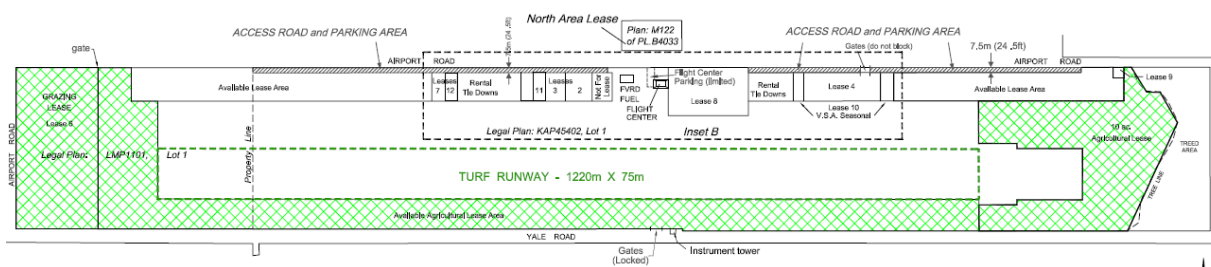 North Area Lease
Plan: M122
of PL.B4033
ACCESS ROAD and PARKING AREA
7.5m (24 .5ft)
ACCESS ROAD and PARKING AREA
Gates (do not block)
7.5m (24 .5ft)
gate
AIRPORT ROAD
AIRPORT ROAD
Available Lease Area
Leases
7 12
Rental
Tie Downs
11
Leases
3 2
Not For
Lease
FVRD
FUEL
Flight Center
Parking (limited)
FLIGHT
CENTER
Lease 8
Rental
Tie Downs
Lease 4
Lease 10
V.S.A. Seasonal
Available Lease Area
Lease 9
GRAZING
LEASE
Lease 6
Legal Plan: LMP1101, Lot 1
AIRPORT ROAD
Property Line
Legal Plan: KAP45402, Lot 1
Inset B
10 ac.
Agricultural Lease
TREED
AREA
TREE LINE
TURF RUNWAY - 1220m X 75m
Available Agricultural Lease Area
YALE ROAD
Gates
(Locked)
Instrument tower